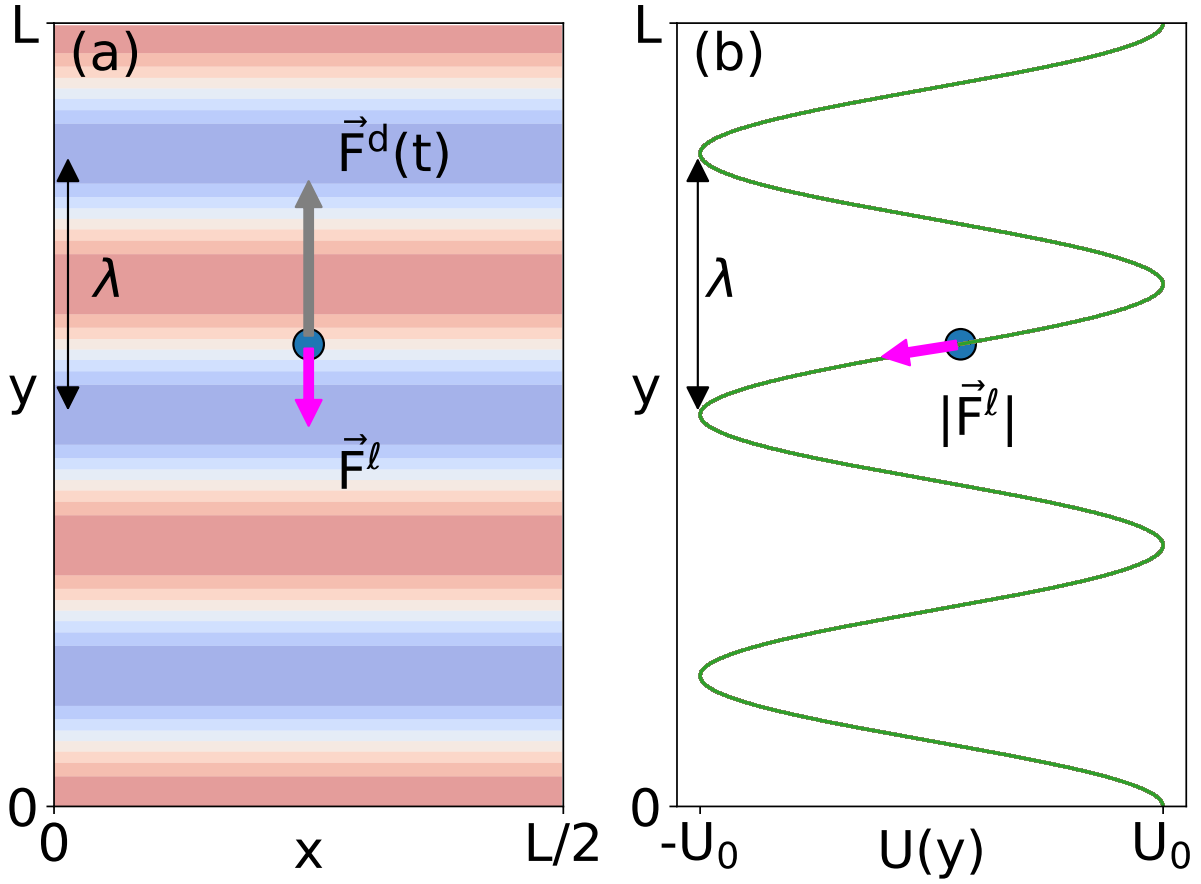 L
(a)
F⃗ᵈ(t)
λ
y
F⃗^ℓ
0
0
x
L/2
L
(b)
λ
y
|F⃗^ℓ|
0
-U₀
U(y)
U₀